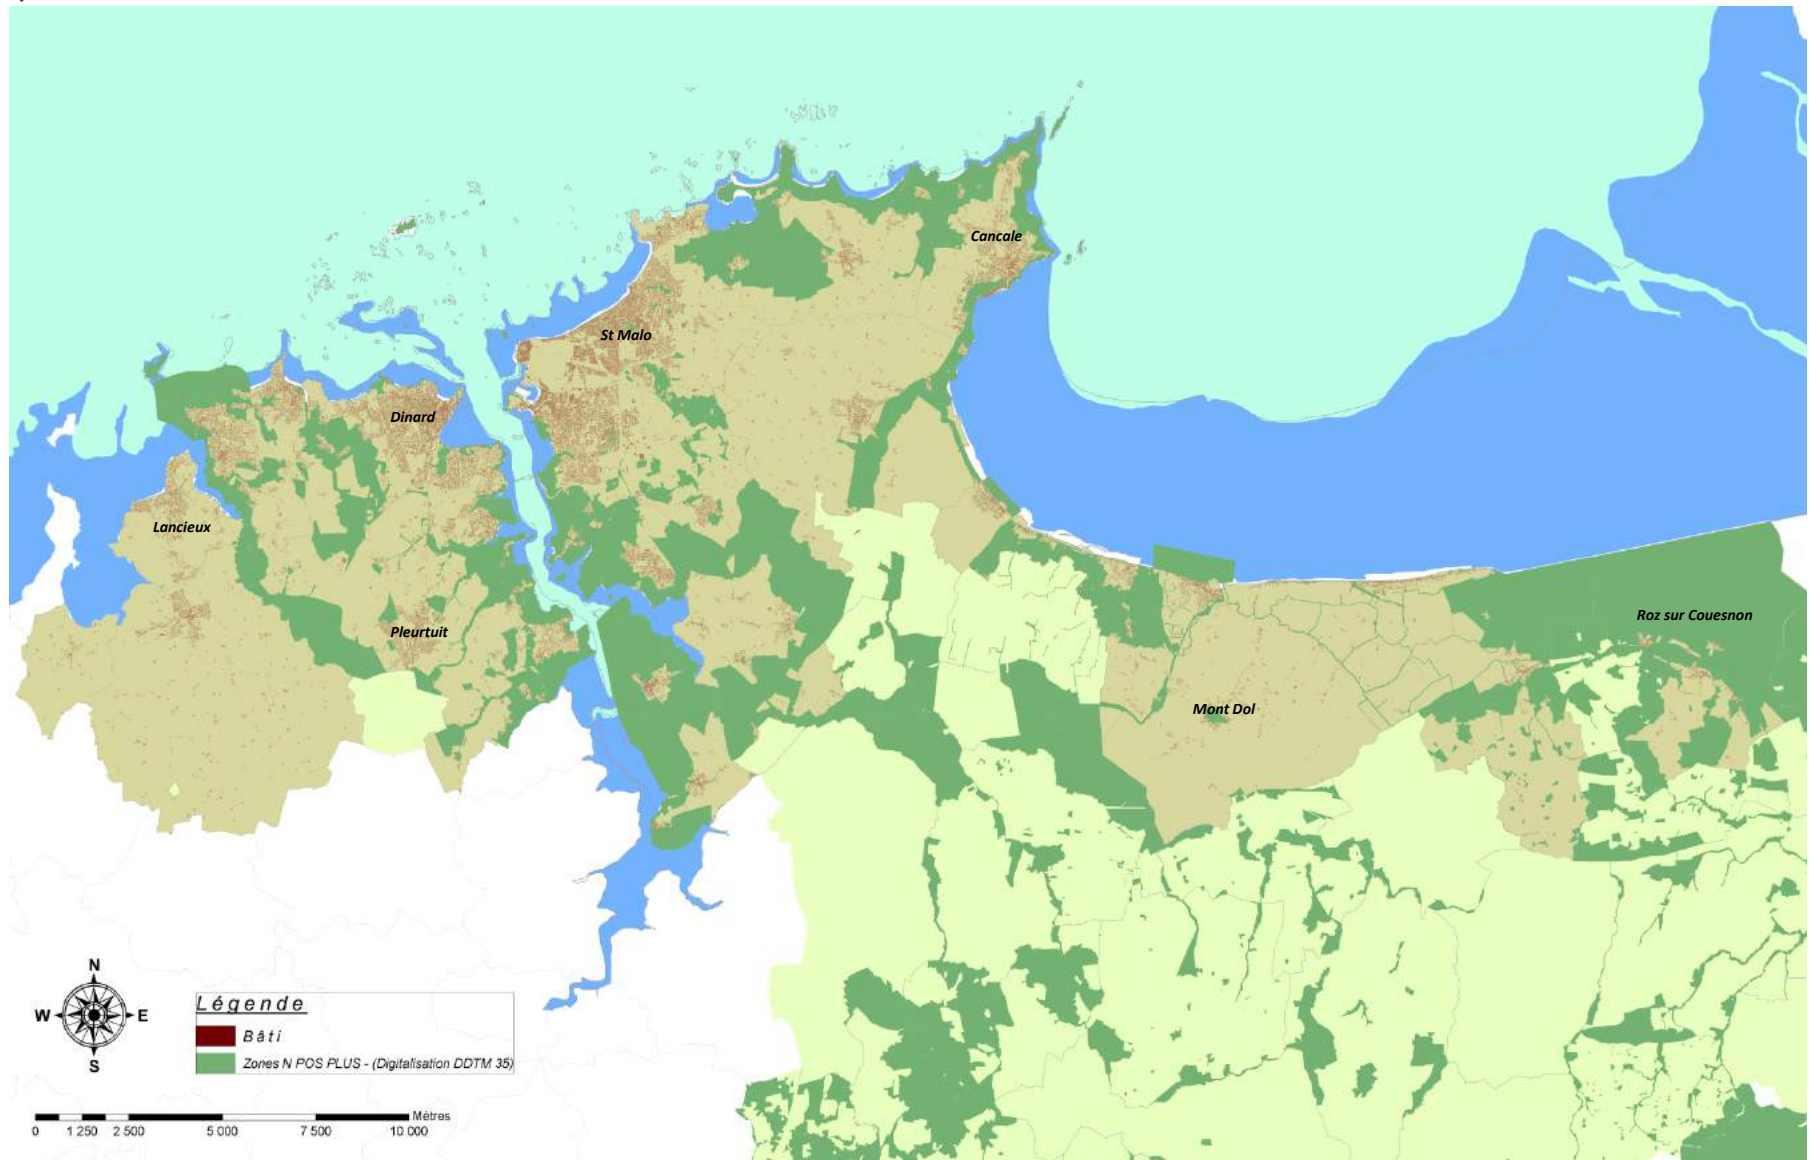 Cancale
St Malo
Dinard
Lancieux
Roz sur Couesnon
Pleurtuit
Mont Dol
N
W E
S
Légende
Bâti
Zones N POS PLUS - (Digitalisation DDTM 35)
Mètres
0 1 250 2 500 5 000 7 500 10 000